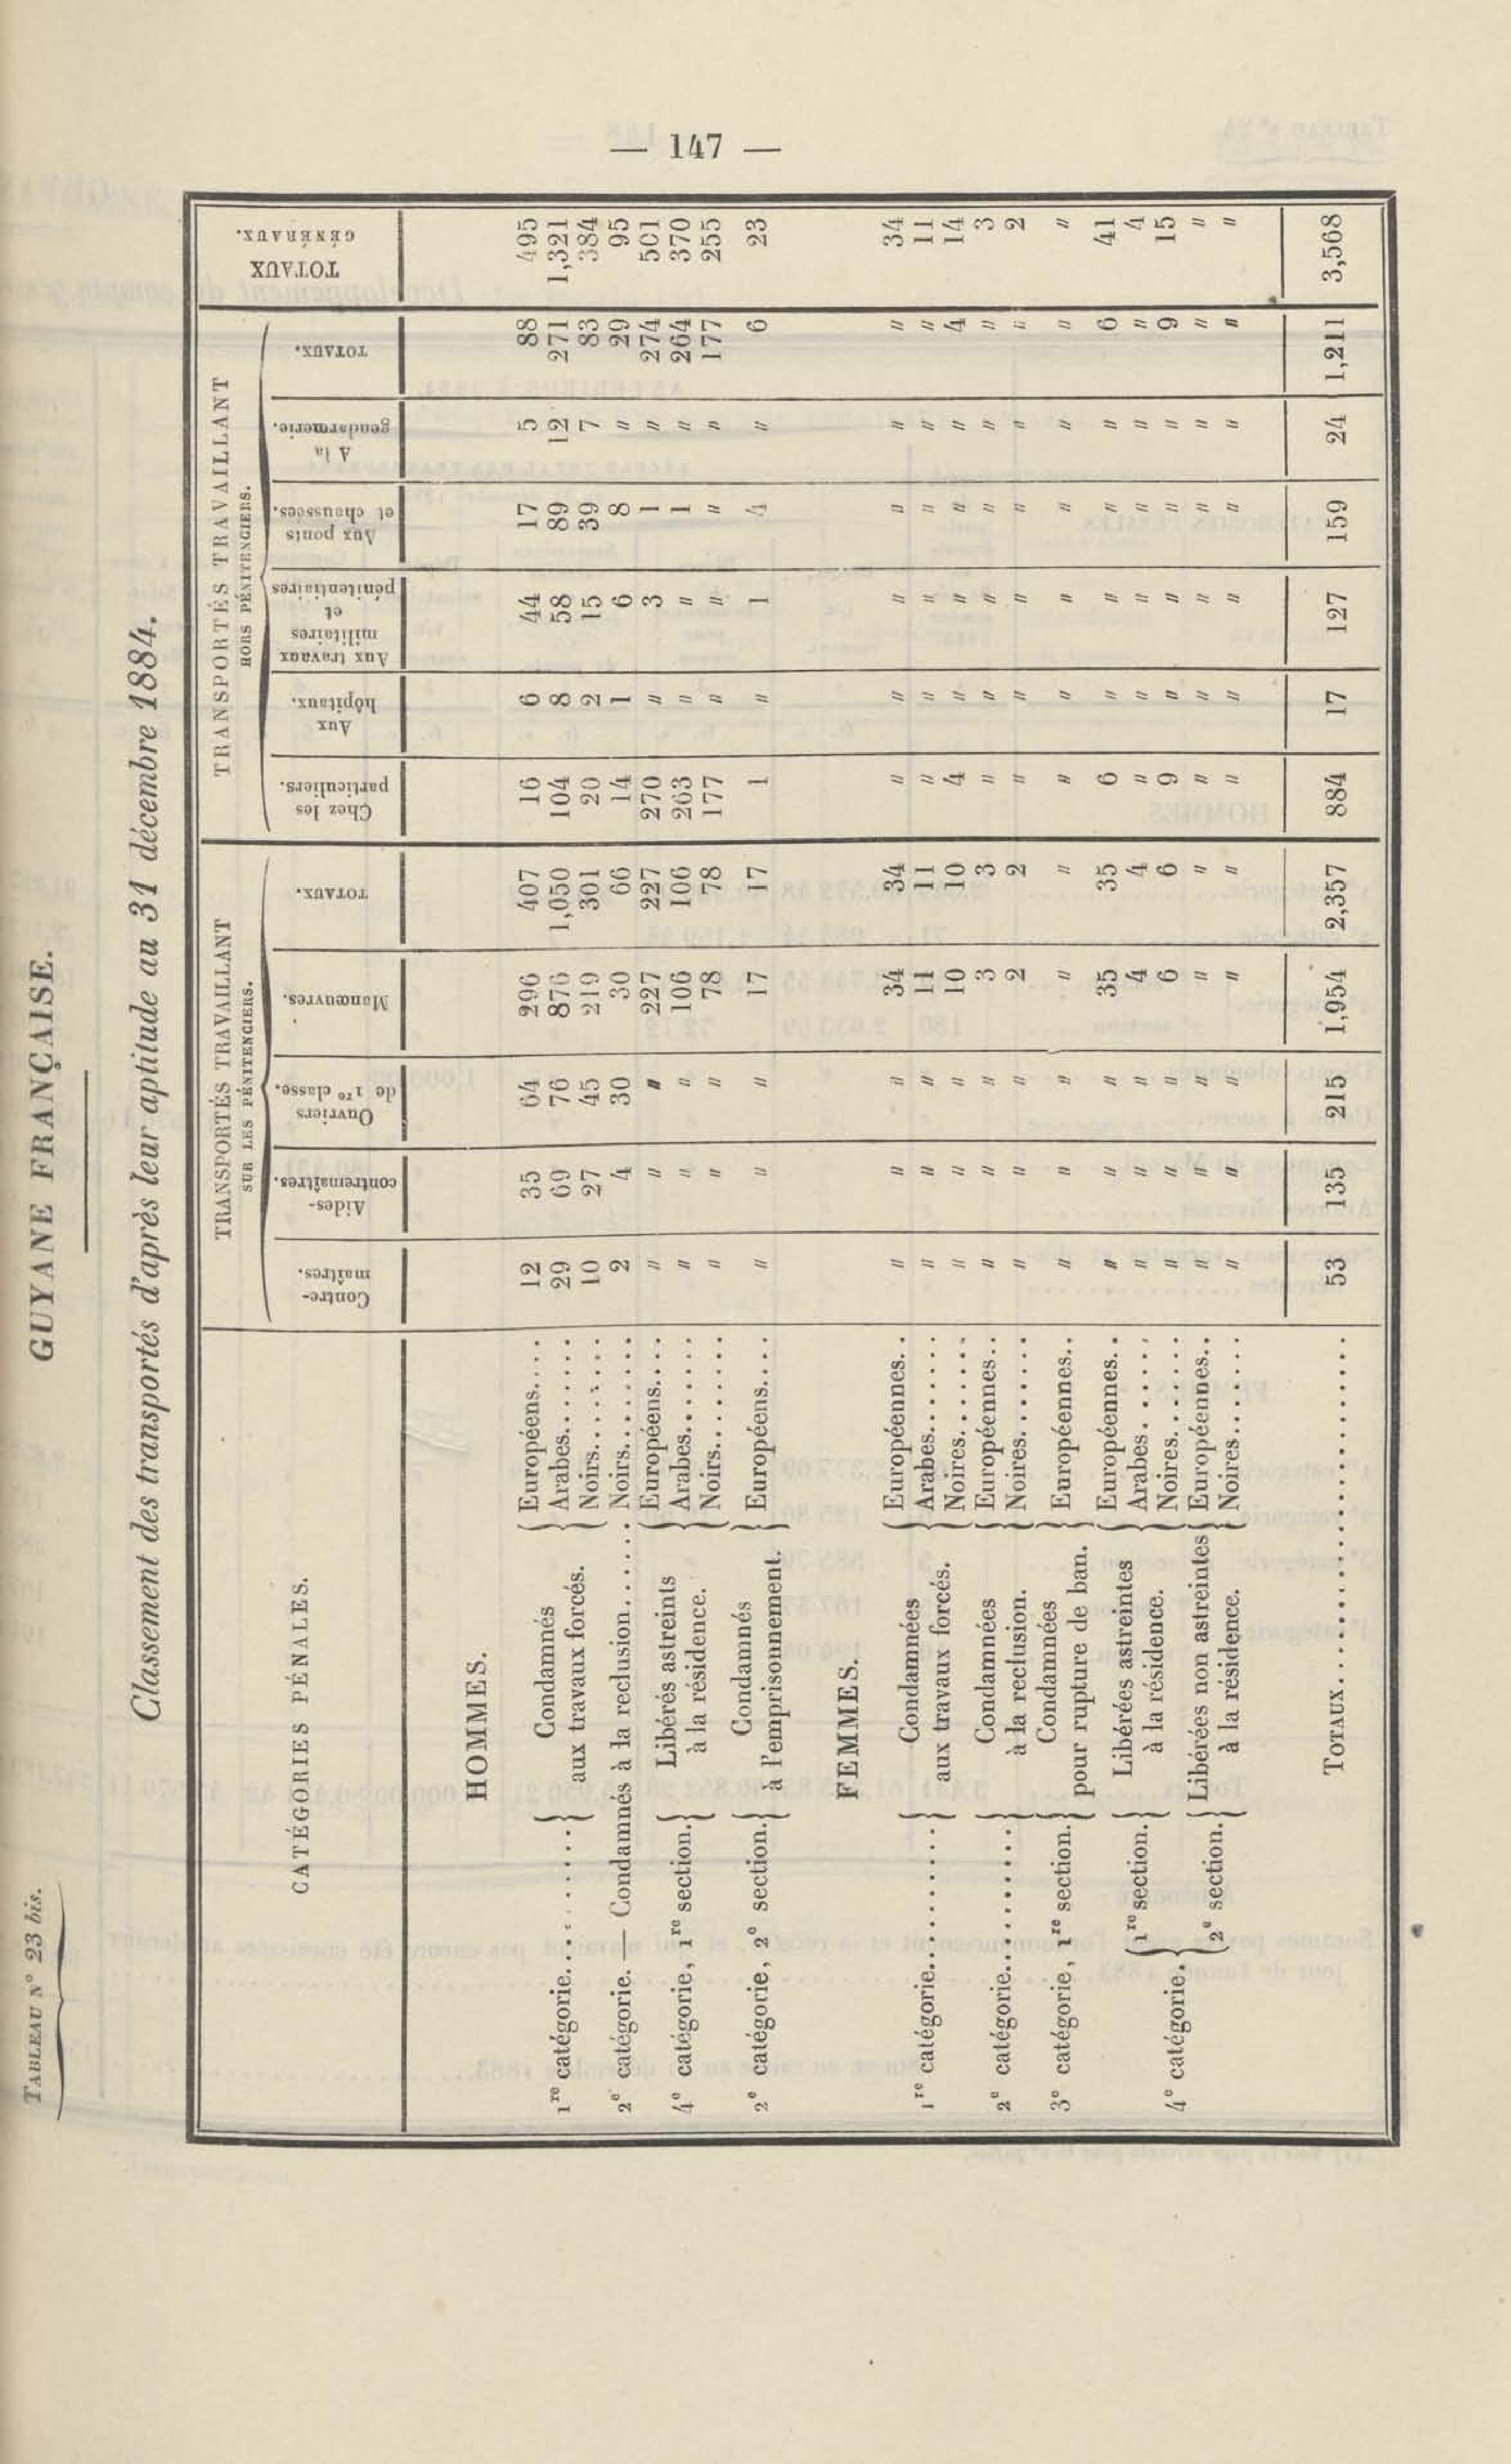 — 147 —
TABLEAU N° 23 bis.
GUYANE FRANÇAISE.
Classement des transportés d'après leur aptitude au 31 décembre 1884.
CATÉGORIES PÉNALES.
TRANSPORTÉS TRAVAILLANT SUR LES PÉNITENCIERS.
TRANSPORTÉS TRAVAILLANT HORS PÉNITENCIERS.
TOTAUX GÉNÉRAUX.
Contre-maîtres.
Aides-contremaîtres.
Ouvriers de 1re classe.
Manœuvres.
TOTAUX.
Chez les particuliers.
Aux hôpitaux.
Aux travaux militaires et pénitentiaires
Aux ponts et chaussées.
A la gendarmerie.
TOTAUX.
HOMMES.
1re catégorie......... Condamnés aux travaux forcés.
Européens.... 12 35 64 296 407 16 6 44 17 5 88 495
Arabes....... 29 69 76 876 1,050 104 8 58 89 12 271 1,321
Noirs........ 10 27 45 219 301 20 2 15 39 7 83 384
2e catégorie. — Condamnés à la reclusion..... Noirs........ 2 4 30 30 66 14 1 6 8 " 29 95
4e catégorie, 1re section. Libérés astreints à la résidence.
Européens.... " " " 227 227 270 " 3 1 " 274 501
Arabes....... " " " 106 106 263 " " 1 " 264 370
Noirs........ " " " 78 78 177 " " " " 177 255
2e catégorie, 2e section. Condamnés à l'emprisonnement. Européens.... " " " 17 17 1 " 1 4 " 6 23
FEMMES.
1re catégorie.......... Condamnées aux travaux forcés.
Européennes.. " " " 34 34 " " " " " " 34
Arabes....... " " " 11 11 " " " " " " 11
Noires....... " " " 10 10 4 " " " " 4 14
2e catégorie.......... Condamnées à la reclusion.
Européennes.. " " " 3 3 " " " " " " 3
Noires....... " " " 2 2 " " " " " " 2
3e catégorie, 1re section. Condamnées pour rupture de ban. Européennes.. " " " " " " " " " " " "
4e catégorie.
1re section. Libérées astreintes à la résidence.
Européennes.. " " " 35 35 6 " " " " 6 41
Arabes...... " " " 4 4 " " " " " " 4
Noires....... " " " 6 6 9 " " " " 9 15
2e section. Libérées non astreintes à la résidence.
Européennes.. " " " " " " " " " " " "
Noires....... " " " " " " " " " " " "
TOTAUX.................... 53 135 215 1,954 2,357 884 17 127 159 24 1,211 3,568